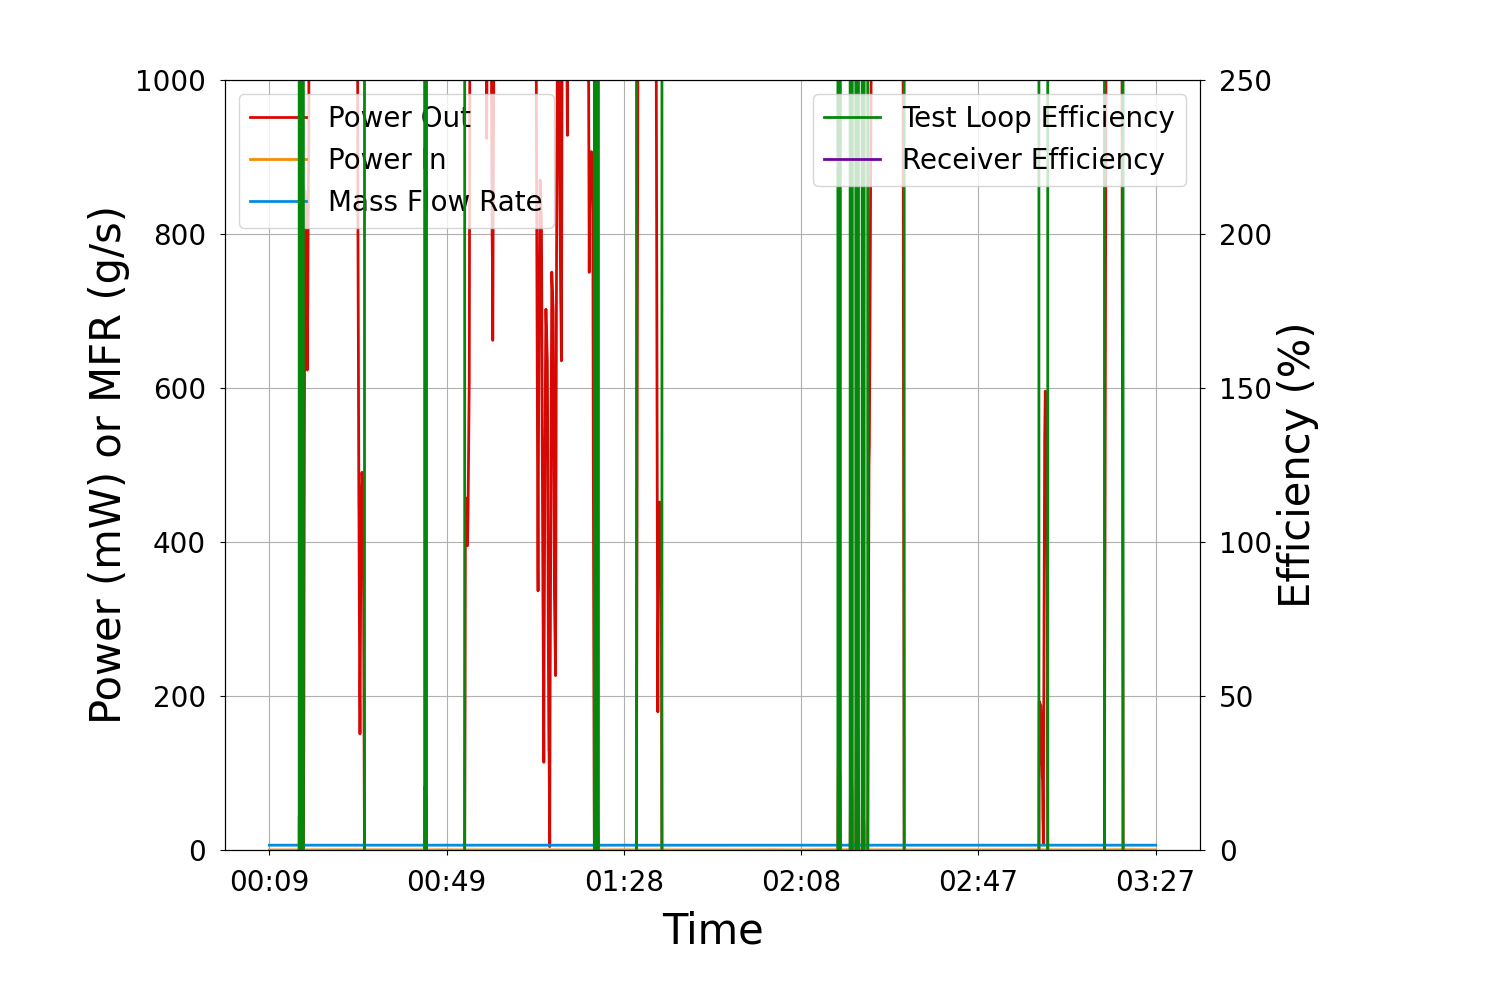 1000
800
600
400
200
0
Power (mW) or MFR (g/s)
Power Out
Power In
Mass Flow Rate
Test Loop Efficiency
Receiver Efficiency
250
200
150
100
50
0
Efficiency (%)
00:09 00:49 01:28 02:08 02:47 03:27
Time